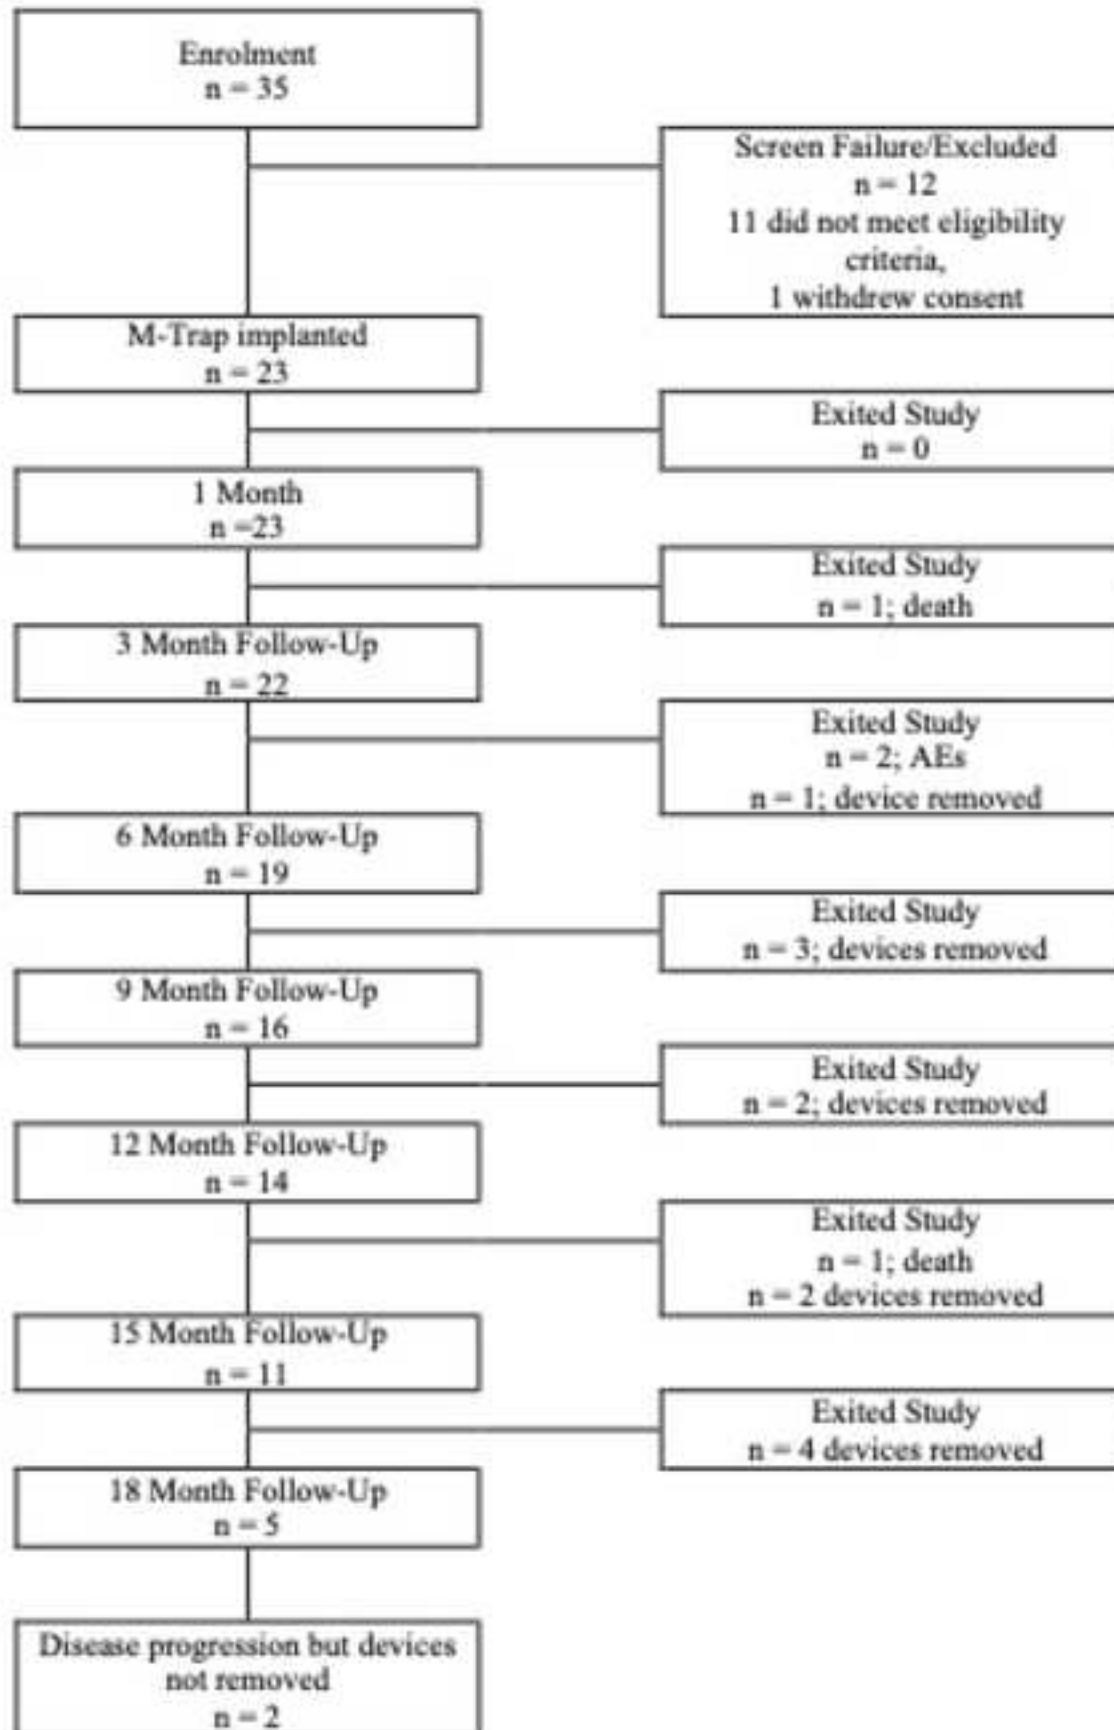 Enrolment
n = 35
Screen Failure/Excluded
n = 12
11 did not meet eligibility
criteria,
1 withdrew consent
M-Trap implanted
n = 23
Exited Study
n = 0
1 Month
n =23
Exited Study
n = 1; death
3 Month Follow-Up
n = 22
Exited Study
n = 2; AEs
n = 1; device removed
6 Month Follow-Up
n = 19
Exited Study
n = 3; devices removed
9 Month Follow-Up
n = 16
Exited Study
n = 2; devices removed
12 Month Follow-Up
n = 14
Exited Study
n = 1; death
n = 2 devices removed
15 Month Follow-Up
n = 11
Exited Study
n = 4 devices removed
18 Month Follow-Up
n = 5
Disease progression but devices
not removed
n = 2